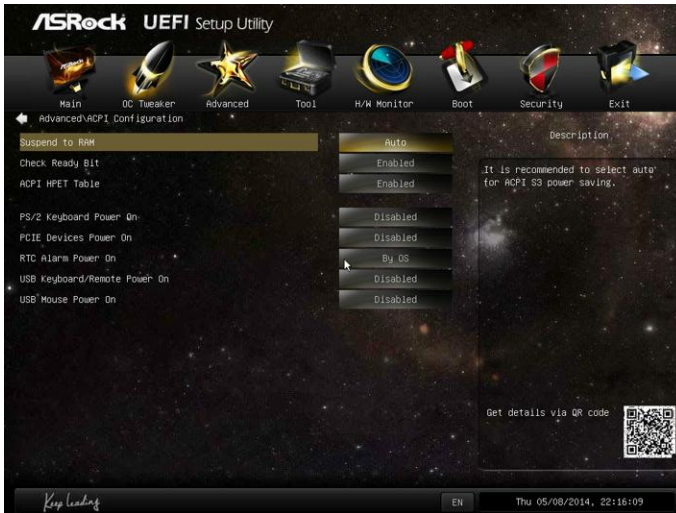 ASRock UEFI Setup Utility
Main OC Tweaker Advanced Tool H/W Monitor Boot Security Exit
Advanced\ACPI Configuration
Description
Suspend to RAM Auto
It is recommended to select auto
for ACPI S3 power saving.
Check Ready Bit Enabled
ACPI HPET Table Enabled
PS/2 Keyboard Power On Disabled
PCIE Devices Power On Disabled
RTC Alarm Power On By OS
USB Keyboard/Remote Power On Disabled
USB Mouse Power On Disabled
Get details via QR code
Keep Leading
EN
Thu 05/08/2014, 22:16:09